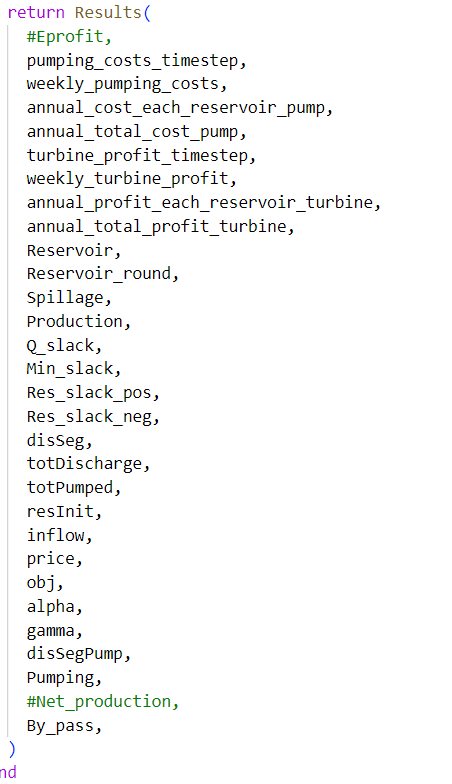 return Results(
#Eprofit,
pumping_costs_timestep,
weekly_pumping_costs,
annual_cost_each_reservoir_pump,
annual_total_cost_pump,
turbine_profit_timestep,
weekly_turbine_profit,
annual_profit_each_reservoir_turbine,
annual_total_profit_turbine,
Reservoir,
Reservoir_round,
Spillage,
Production,
Q_slack,
Min_slack,
Res_slack_pos,
Res_slack_neg,
disSeg,
totDischarge,
totPumped,
resInit,
inflow,
price,
obj,
alpha,
gamma,
disSegPump,
Pumping,
#Net_production,
By_pass,
)
nd